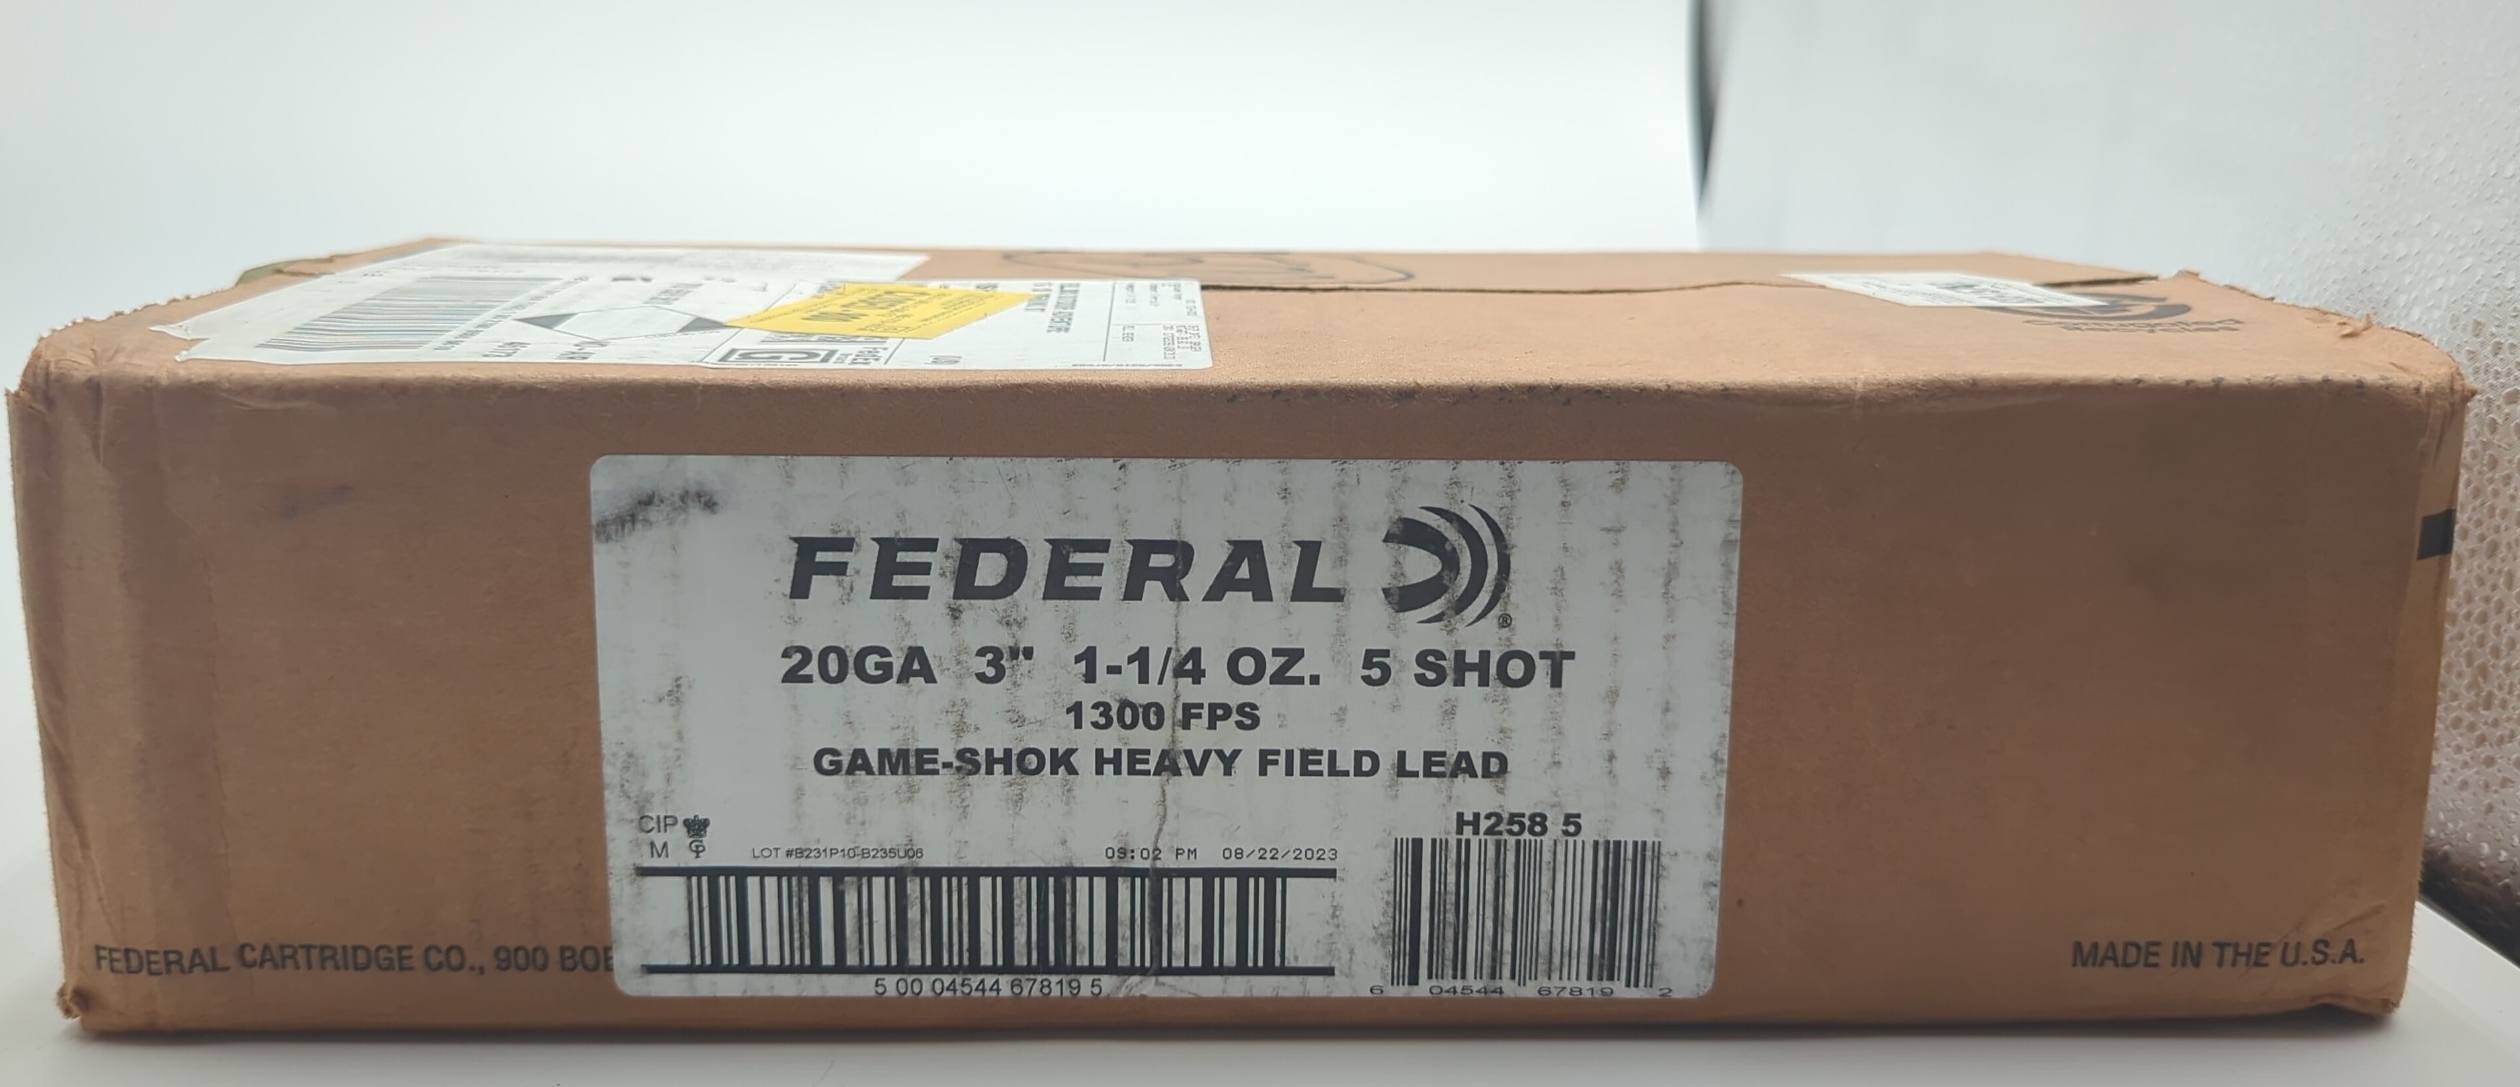 FEDERAL ®
20GA 3" 1-1/4 OZ. 5 SHOT
1300 FPS
GAME-SHOK HEAVY FIELD LEAD
CIP
M
LOT #B231P10-B235U06 09:02 PM 08/22/2023
H258 5
5 00 04544 67819 5
6 04544 67819 2
FEDERAL CARTRIDGE CO., 900
MADE IN THE U.S.A.